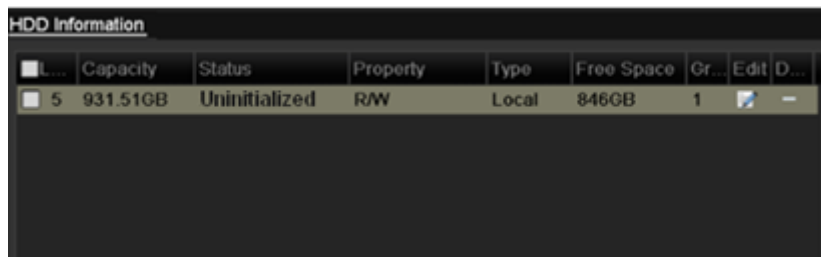 HDD Information
L... Capacity Status Property Type Free Space Gr... Edit D...
5 931.51GB Uninitialized R/W Local 846GB 1 –